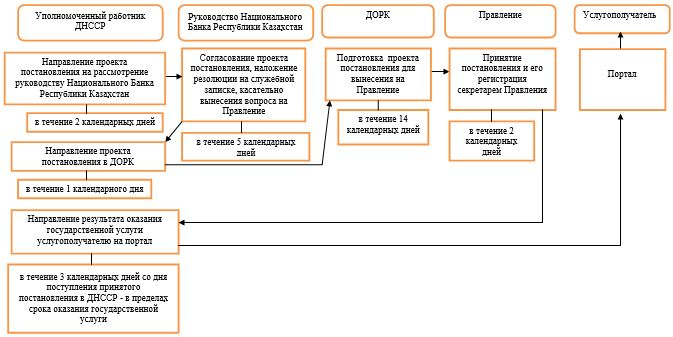 Уполномоченный работник
ДНССР
Руководство Национального
Банка Республики Казахстан
ДОРК
Правление
Услугополучатель
Направление проекта
постановления на рассмотрение
руководству Национального Банка
Республики Казахстан
в течение 2 календарных дней
Согласование проекта
постановления, наложение
резолюции на служебной
записке, касательно
вынесения вопроса на
Правление
в течение 5 календарных
дней
Подготовка проекта
постановления для
вынесения на
Правление
в течение 14
календарных дней
Принятие
постановления и его
регистрация
секретарем Правления
в течение 2
календарных
дней
Портал
Направление проекта
постановления в ДОРК
в течение 1 календарного дня
Направление результата оказания
государственной услуги
услугополучателю на портал
в течение 3 календарных дней со дня
поступления принятого
постановления в ДНССР - в пределах
срока оказания государственной
услуги